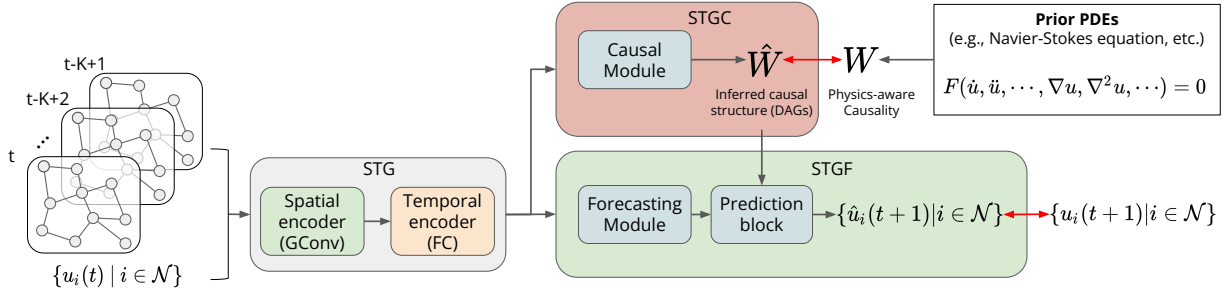 t-K+1
t-K+2
...
t
{u_i(t) | i ∈ 𝒩}
STG
Spatial
encoder
(GConv)
Temporal
encoder
(FC)
STGC
Causal
Module
Ŵ
Inferred causal
structure (DAGs)
W
Physics-aware
Causality
Prior PDEs
(e.g., Navier-Stokes equation, etc.)
F(u̇, ü, ⋯, ∇u, ∇²u, ⋯) = 0
STGF
Forecasting
Module
Prediction
block
{û_i(t+1)|i ∈ 𝒩}
{u_i(t+1)|i ∈ 𝒩}